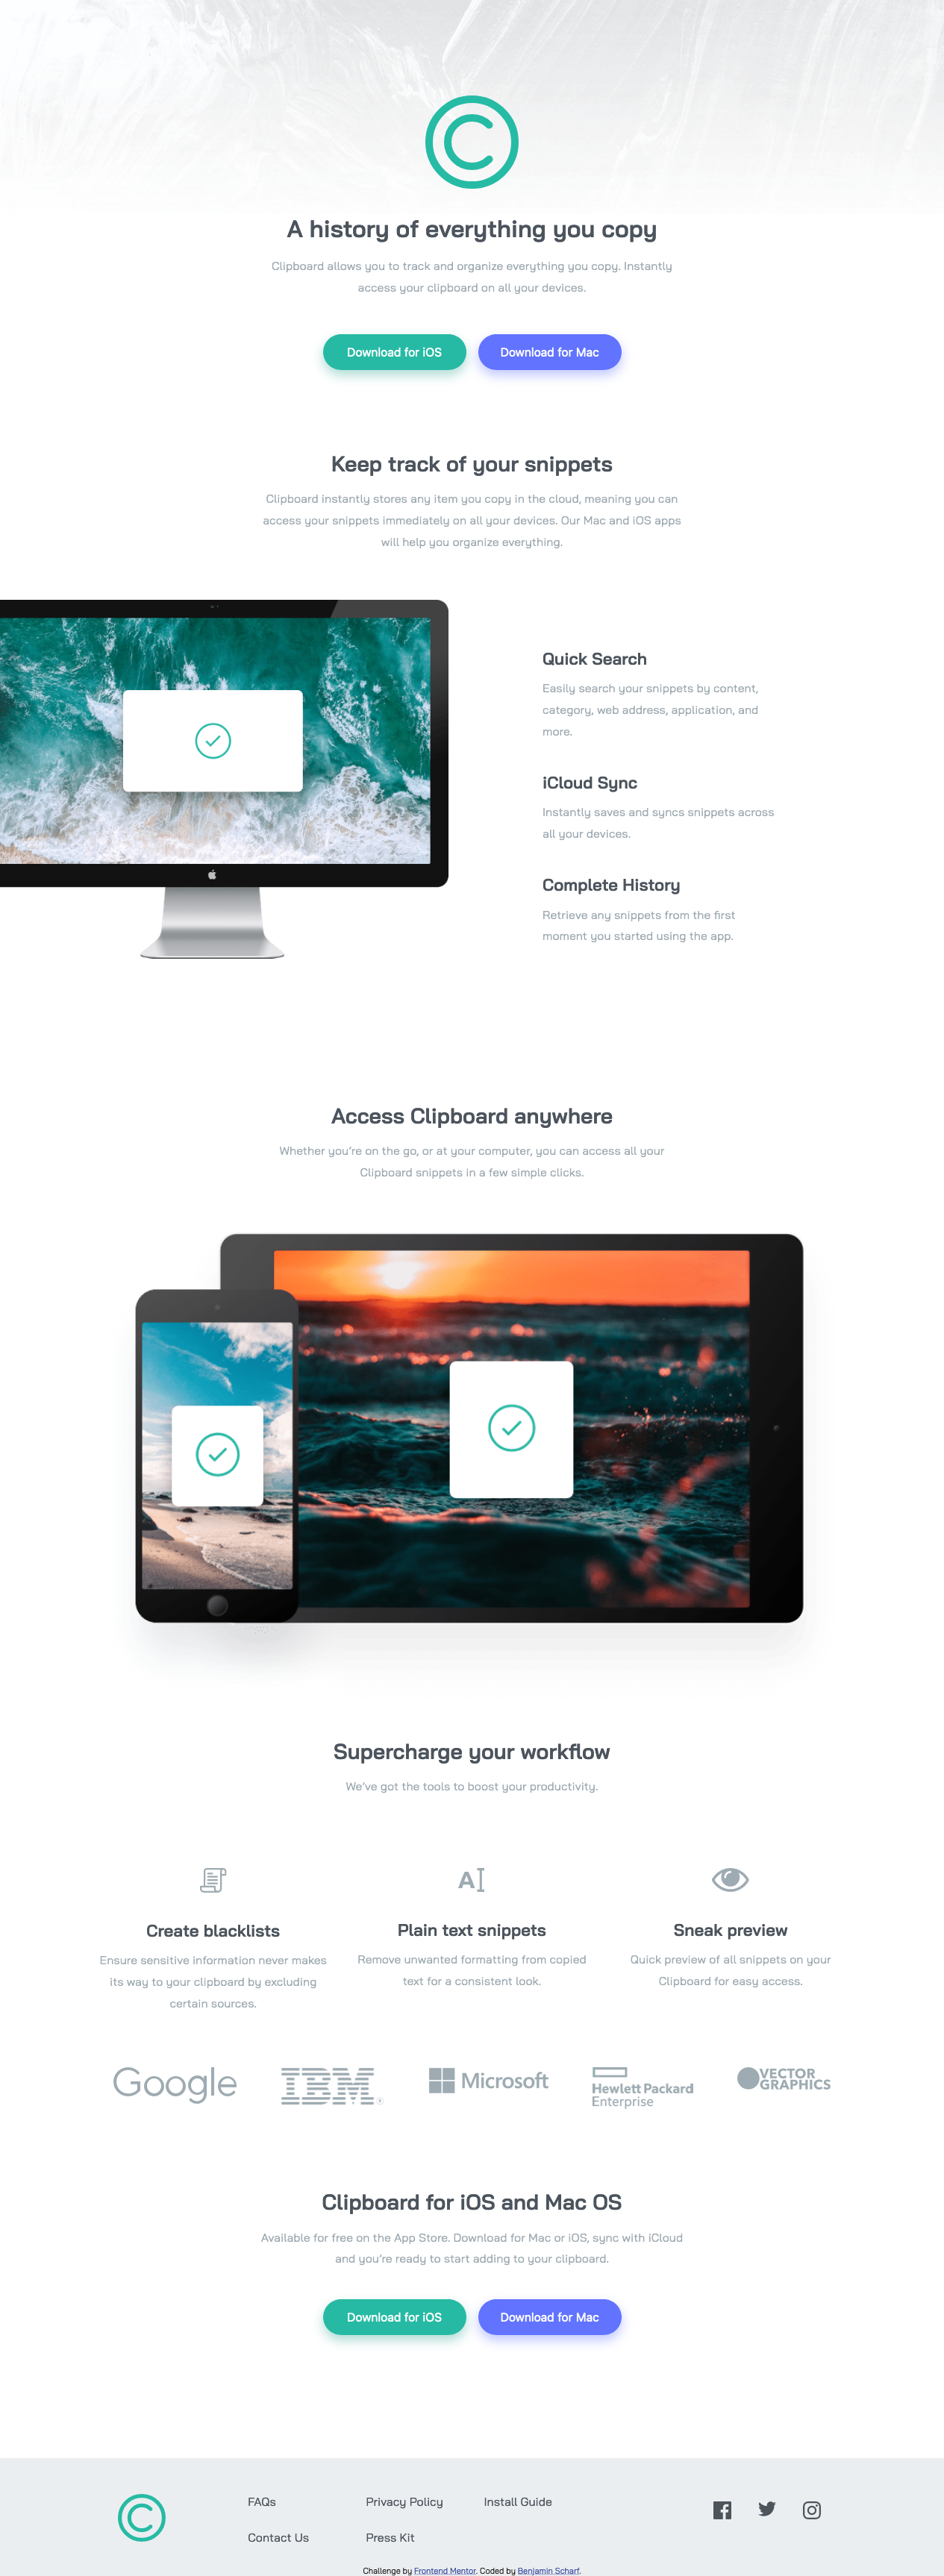 A history of everything you copy
Clipboard allows you to track and organize everything you copy. Instantly
access your clipboard on all your devices.
Download for iOS
Download for Mac
Keep track of your snippets
Clipboard instantly stores any item you copy in the cloud, meaning you can
access your snippets immediately on all your devices. Our Mac and iOS apps
will help you organize everything.
Quick Search
Easily search your snippets by content,
category, web address, application, and
more.
iCloud Sync
Instantly saves and syncs snippets across
all your devices.
Complete History
Retrieve any snippets from the first
moment you started using the app.
Access Clipboard anywhere
Whether you’re on the go, or at your computer, you can access all your
Clipboard snippets in a few simple clicks.
Supercharge your workflow
We’ve got the tools to boost your productivity.
A
Create blacklists
Ensure sensitive information never makes
its way to your clipboard by excluding
certain sources.
Plain text snippets
Remove unwanted formatting from copied
text for a consistent look.
Sneak preview
Quick preview of all snippets on your
Clipboard for easy access.
Google
IBM®
Microsoft
Hewlett Packard
Enterprise
VECTOR
GRAPHICS
Clipboard for iOS and Mac OS
Available for free on the App Store. Download for Mac or iOS, sync with iCloud
and you’re ready to start adding to your clipboard.
Download for iOS
Download for Mac
FAQs
Privacy Policy
Install Guide
Contact Us
Press Kit
Challenge by Frontend Mentor. Coded by Benjamin Scharf.